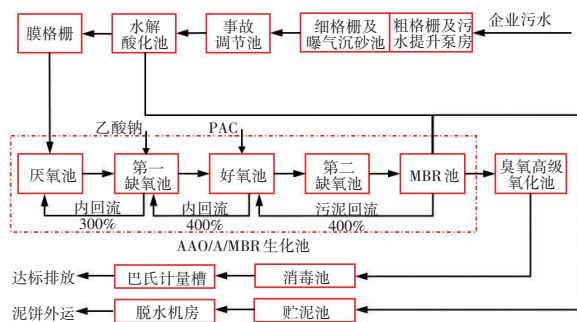 膜格栅
水解
酸化池
事故
调节池
细格栅及
曝气沉砂池
粗格栅及污
水提升泵房
企业污水
乙酸钠
PAC
厌氧池
第一
缺氧池
好氧池
第二
缺氧池
MBR池
臭氧高级
氧化池
内回流
300%
内回流
400%
污泥回流
400%
AAO/A/MBR生化池
达标排放
巴氏计量槽
消毒池
泥饼外运
脱水机房
贮泥池